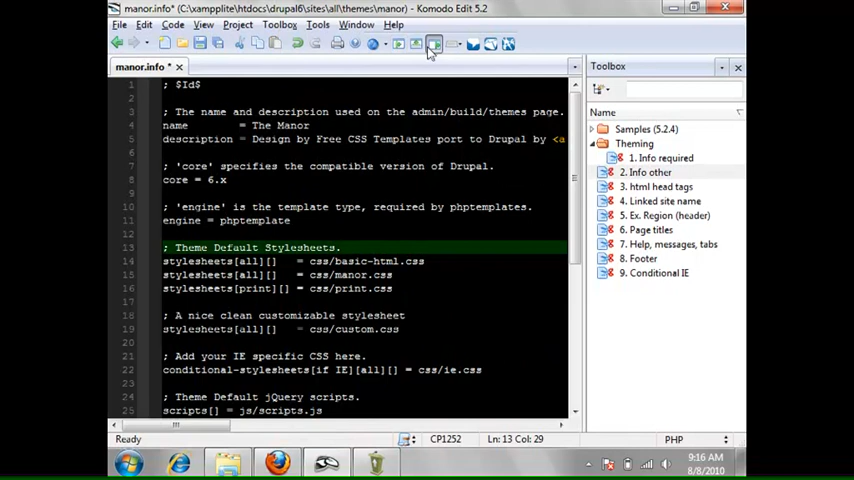 manor.info* (C:\xampplite\htdocs\drupal6\sites\all\themes\manor) - Komodo Edit 5.2
File Edit Code View Project Toolbox Tools Window Help
manor.info *
1 ; $Id$
2
3 ; The name and description used on the admin/build/themes page.
4 name = The Manor
5 description = Design by Free CSS Templates port to Drupal by <a
6
7 ; 'core' specifies the compatible version of Drupal.
8 core = 6.x
9
10 ; 'engine' is the template type, required by phptemplates.
11 engine = phptemplate
12
13 ; Theme Default Stylesheets.
14 stylesheets[all][] = css/basic-html.css
15 stylesheets[all][] = css/manor.css
16 stylesheets[print][] = css/print.css
17
18 ; A nice clean customizable stylesheet
19 stylesheets[all][] = css/custom.css
20
21 ; Add your IE specific CSS here.
22 conditional-stylesheets[if IE][all][] = css/ie.css
23
24 ; Theme Default jQuery scripts.
25 scripts[] = js/scripts.js
Toolbox
Name
Samples (5.2.4)
Theming
1. Info required
2. Info other
3. html head tags
4. Linked site name
5. Ex. Region (header)
6. Page titles
7. Help, messages, tabs
8. Footer
9. Conditional IE
Ready CP1252 Ln: 13 Col: 29 PHP
9:16 AM
8/8/2010